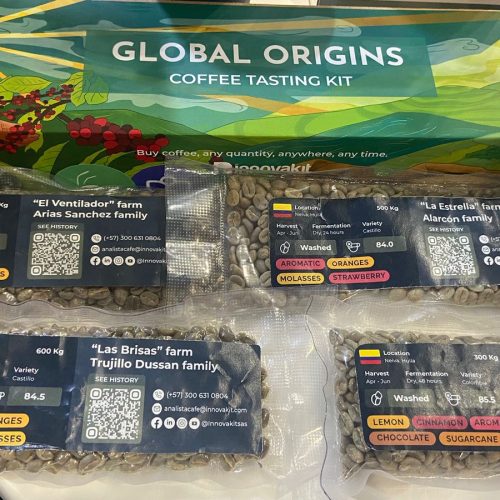 GLOBAL ORIGINS
COFFEE TASTING KIT
Buy coffee, any quantity, anywhere, any time.
innovakit
Kg
"El Ventilador" farm
Arias Sanchez family
SEE HISTORY
(+57) 300 631 0804
analistacafe@innovakit
@Innovaki
Location
Neiva, Huila
500 Kg
Harvest
Apr - Jun
Fermentation
Dry, 24 hours
Variety
Castillo
Washed
84.0
AROMATIC
ORANGES
MOLASSES
STRAWBERRY
"La Estrella" farm
Alarcón family
SEE HISTORY
600 Kg
Variety
Castillo
84.5
NGES
ASSES
"Las Brisas" farm
Trujillo Dussan family
SEE HISTORY
(+57) 300 631 0804
analistacafe@innovakit.com
@Innovakitsas
Location
Neiva, Huila
300 Kg
Harvest
Apr - Jun
Fermentation
Dry, 48 hours
Variety
Colombia
Washed
85.5
LEMON
CINNAMON
AROM
CHOCOLATE
SUGARCANE